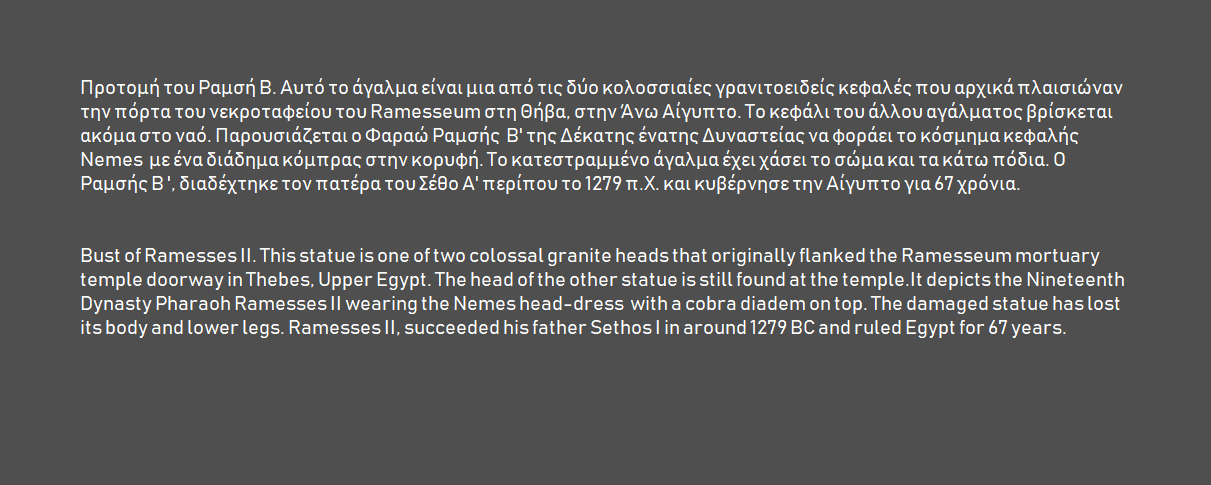 Προτομή του Ραμσή Β. Αυτό το άγαλμα είναι μια από τις δύο κολοσσιαίες γρανιτοειδείς κεφαλές που αρχικά πλαισιώναν
την πόρτα του νεκροταφείου του Ramesseum στη Θήβα, στην Άνω Αίγυπτο. Το κεφάλι του άλλου αγάλματος βρίσκεται
ακόμα στο ναό. Παρουσιάζεται ο Φαραώ Ραμσής  Β' της Δέκατης ένατης Δυναστείας να φοράει το κόσμημα κεφαλής
Nemes  με ένα διάδημα κόμπρας στην κορυφή. Το κατεστραμμένο άγαλμα έχει χάσει το σώμα και τα κάτω πόδια. Ο
Ραμσής Β ', διαδέχτηκε τον πατέρα του Σέθο Α' περίπου το 1279 π.Χ. και κυβέρνησε την Αίγυπτο για 67 χρόνια.
Bust of Ramesses II. This statue is one of two colossal granite heads that originally flanked the Ramesseum mortuary
temple doorway in Thebes, Upper Egypt. The head of the other statue is still found at the temple.It depicts the Nineteenth
Dynasty Pharaoh Ramesses II wearing the Nemes head-dress  with a cobra diadem on top. The damaged statue has lost
its body and lower legs. Ramesses II, succeeded his father Sethos I in around 1279 BC and ruled Egypt for 67 years.